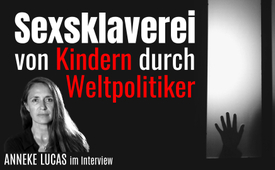 Sexsklaverei
von Kindern durch
Weltpolitiker
ANNEKE LUCAS im Interview